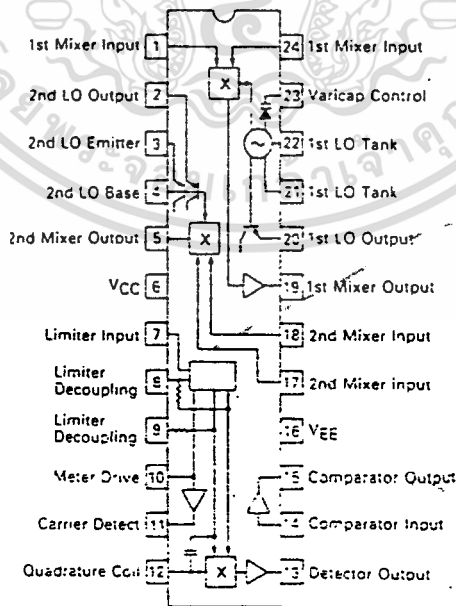 1st Mixer Input 1
24 1st Mixer Input
2nd LO Output 2
23 Varicap Control
2nd LO Emitter 3
22 1st LO Tank
2nd LO Base 4
21 1st LO Tank
2nd Mixer Output 5
20 1st LO Output
VCC 6
19 1st Mixer Output
Limiter Input 7
18 2nd Mixer Input
Limiter
Decoupling 8
17 2nd Mixer input
Limiter
Decoupling 9
16 VEE
Meter Drive 10
15 Comparator Output
Carrier Detect 11
14 Comparator Input
Quadrature Coil 12
13 Detector Output
X
X
X